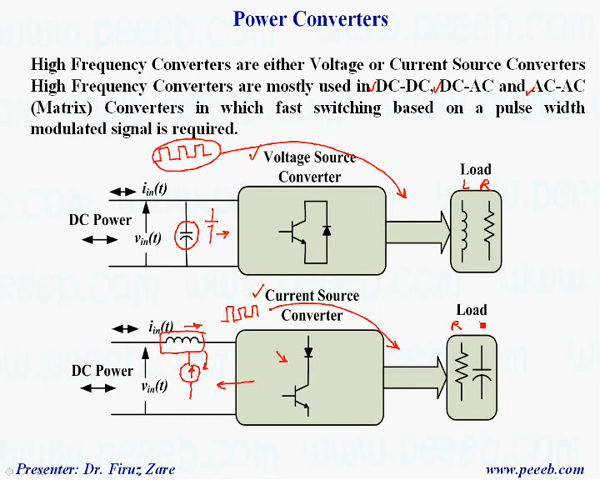 Power Converters
High Frequency Converters are either Voltage or Current Source Converters
High Frequency Converters are mostly used in DC-DC, DC-AC and AC-AC
(Matrix) Converters in which fast switching based on a pulse width
modulated signal is required.
Voltage Source
Converter
Load
L R
iin(t)
DC Power
vin(t)
Current Source
Converter
Load
R
iin(t)
DC Power
vin(t)
Presenter: Dr. Firuz Zare
www.peeeb.com